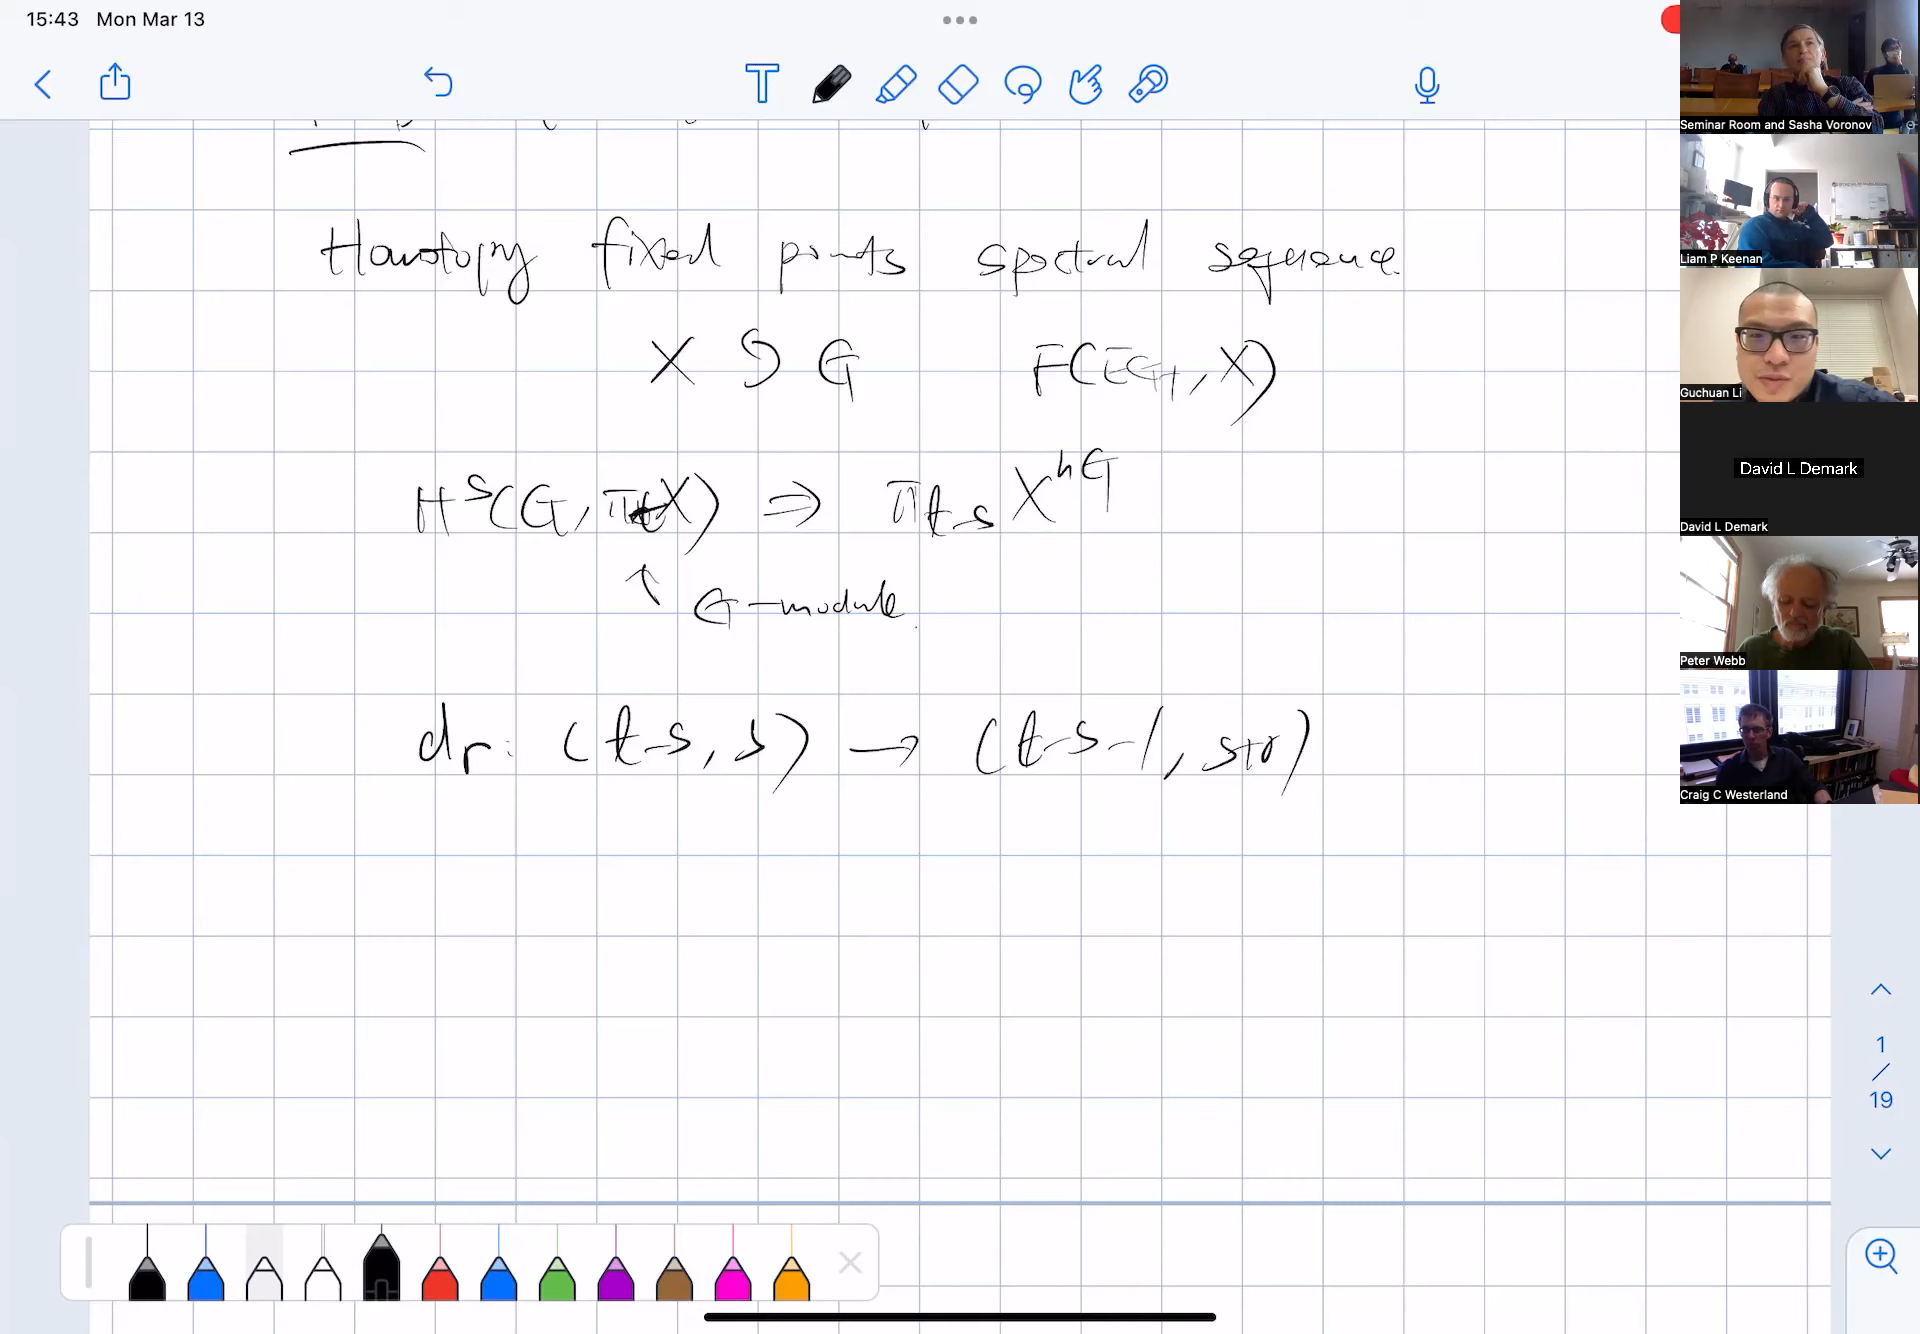 15:43 Mon Mar 13
Homotopy fixed points spectral sequence
X ↻ G F(EG+, X)
H^s(G, π_t X) ⇒ π_{t-s} X^{hG}
↑ G-module.
d_r: (t-s, s) → (t-s-1, s+r)
Seminar Room and Sasha Voronov
Liam P Keenan
Guchuan Li
David L Demark
David L Demark
Peter Webb
Craig C Westerland
1
/
19